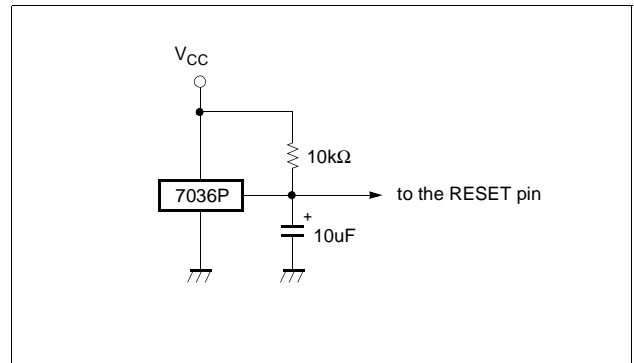 VCC
10kΩ
7036P
to the RESET pin
+
10uF